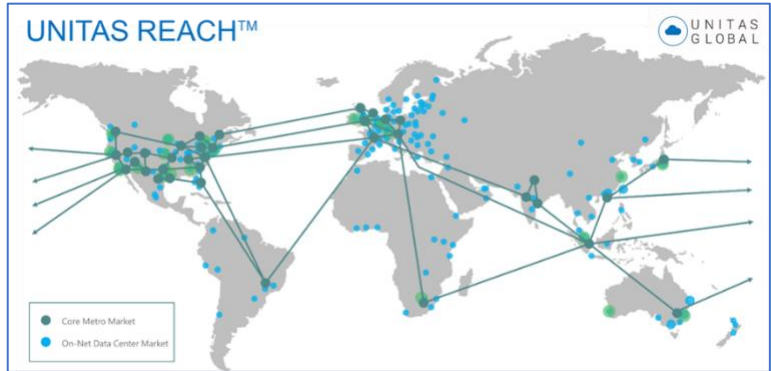 UNITAS REACH™
UNITAS
GLOBAL
Core Metro Market
On-Net Data Center Market